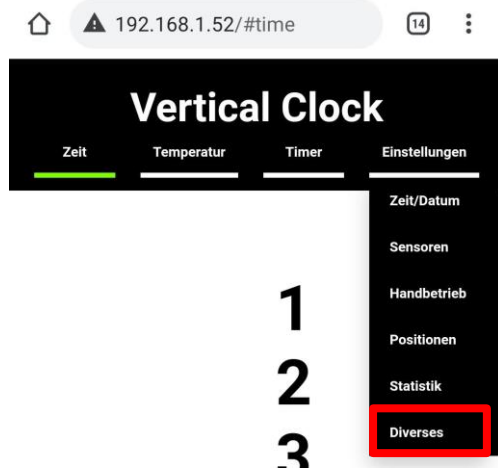 192.168.1.52/#time
14
Vertical Clock
Zeit Temperatur Timer Einstellungen
Zeit/Datum
Sensoren
Handbetrieb
Positionen
Statistik
Diverses
1
2
3